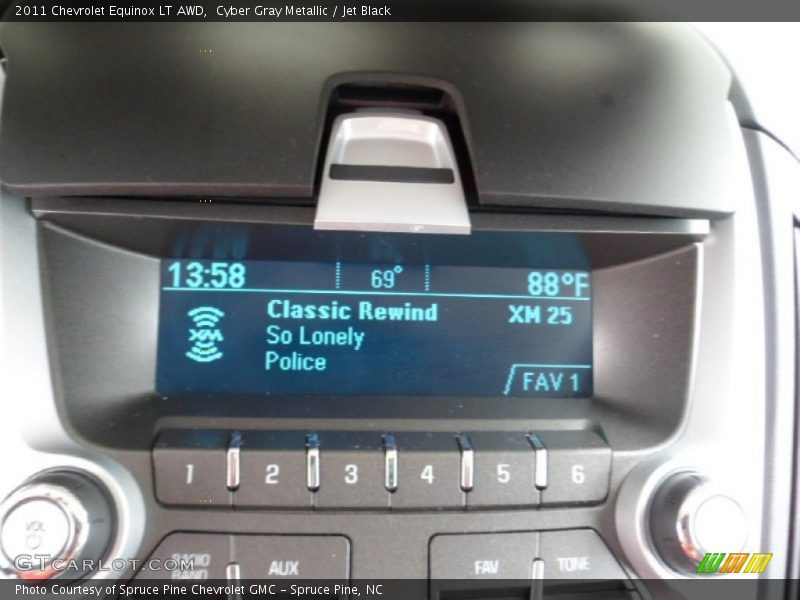 2011 Chevrolet Equinox LT AWD,  Cyber Gray Metallic / Jet Black
13:58 69° 88°F
Classic Rewind XM 25
XM So Lonely
Police
FAV 1
1 2 3 4 5 6
VOL
RADIO BAND AUX FAV TONE
GTCARLOT.COM
Photo Courtesy of Spruce Pine Chevrolet GMC – Spruce Pine, NC